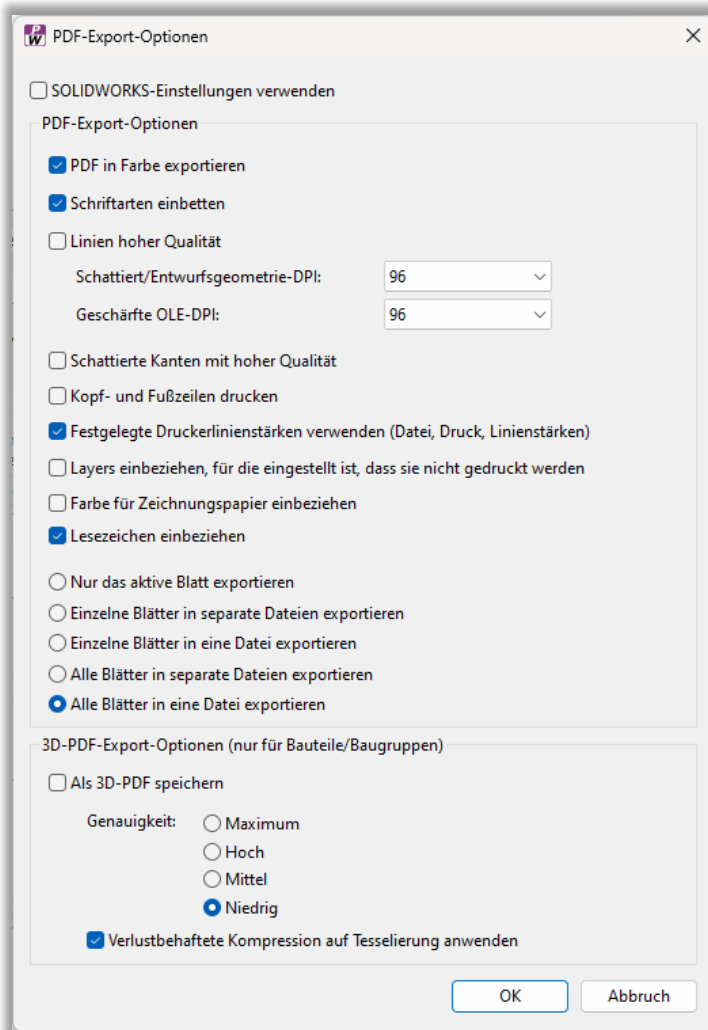 PW PDF-Export-Optionen
SOLIDWORKS-Einstellungen verwenden
PDF-Export-Optionen
PDF in Farbe exportieren
Schriftarten einbetten
Linien hoher Qualität
Schattiert/Entwurfsgeometrie-DPI: 96
Geschärfte OLE-DPI: 96
Schattierte Kanten mit hoher Qualität
Kopf- und Fußzeilen drucken
Festgelegte Druckerlinienstärken verwenden (Datei, Druck, Linienstärken)
Layers einbeziehen, für die eingestellt ist, dass sie nicht gedruckt werden
Farbe für Zeichnungspapier einbeziehen
Lesezeichen einbeziehen
Nur das aktive Blatt exportieren
Einzelne Blätter in separate Dateien exportieren
Einzelne Blätter in eine Datei exportieren
Alle Blätter in separate Dateien exportieren
Alle Blätter in eine Datei exportieren
3D-PDF-Export-Optionen (nur für Bauteile/Baugruppen)
Als 3D-PDF speichern
Genauigkeit: Maximum
Hoch
Mittel
Niedrig
Verlustbehaftete Kompression auf Tesselierung anwenden
OK Abbruch